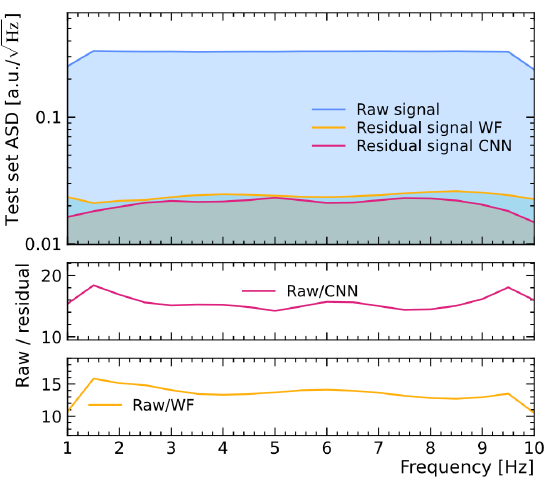 Test set ASD [a.u./√Hz]
0.1
0.01
Raw signal
Residual signal WF
Residual signal CNN
Raw / residual
20
10
Raw/CNN
15
10
Raw/WF
1 2 3 4 5 6 7 8 9 10
Frequency [Hz]